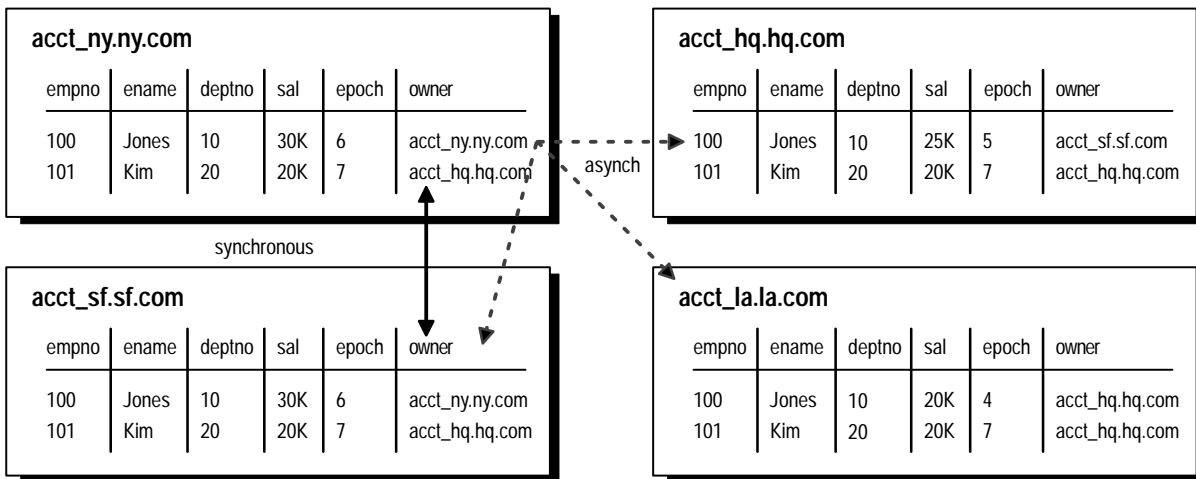 acct_ny.ny.com
empno ename deptno sal epoch owner
100 Jones 10 30K 6 acct_ny.ny.com
101 Kim 20 20K 7 acct_hq.hq.com
acct_hq.hq.com
empno ename deptno sal epoch owner
100 Jones 10 25K 5 acct_sf.sf.com
101 Kim 20 20K 7 acct_hq.hq.com
asynch
synchronous
acct_sf.sf.com
empno ename deptno sal epoch owner
100 Jones 10 30K 6 acct_ny.ny.com
101 Kim 20 20K 7 acct_hq.hq.com
acct_la.la.com
empno ename deptno sal epoch owner
100 Jones 10 20K 4 acct_hq.hq.com
101 Kim 20 20K 7 acct_hq.hq.com